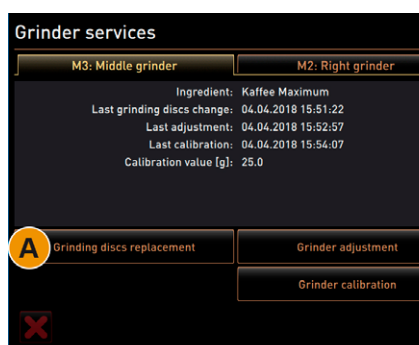 Grinder services
M3: Middle grinder
M2: Right grinder
Ingredient: Kaffee Maximum
Last grinding discs change: 04.04.2018 15:51:22
Last adjustment: 04.04.2018 15:52:57
Last calibration: 04.04.2018 15:54:07
Calibration value [g]: 25.0
A
Grinding discs replacement
Grinder adjustment
Grinder calibration